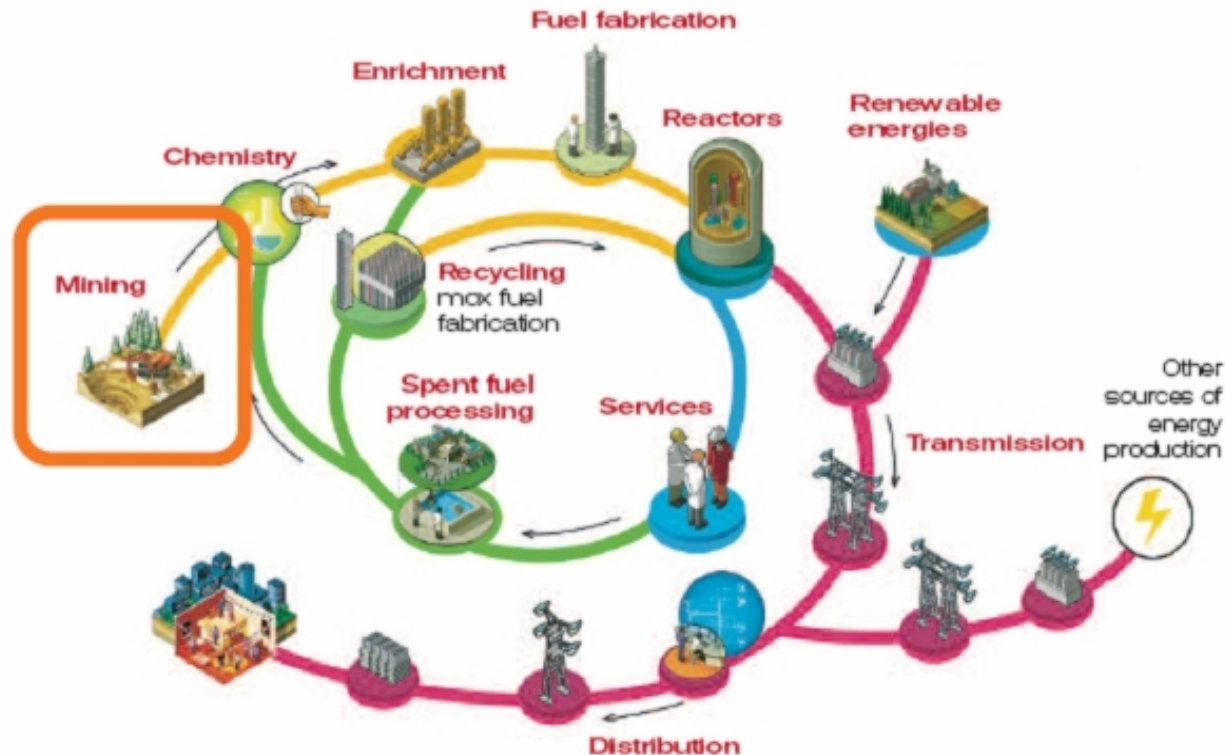 Fuel fabrication
Enrichment
Reactors
Renewable
energies
Chemistry
Mining
Recycling
mox fuel
fabrication
Spent fuel
processing
Services
Other
sources of
energy
production
Transmission
Distribution